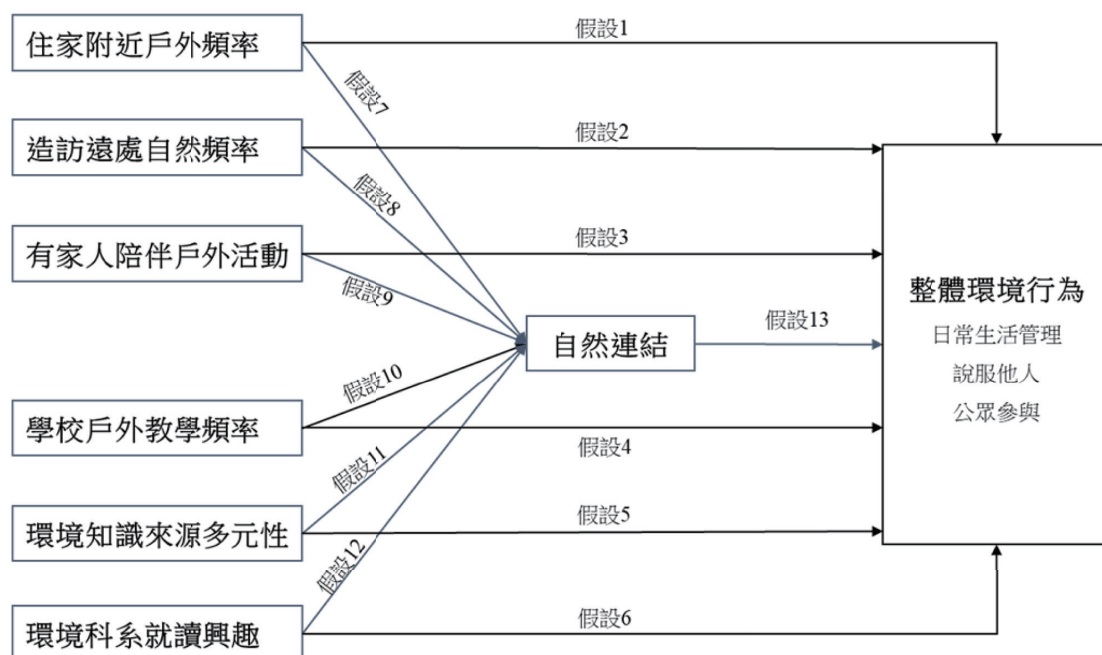 假設1
住家附近戶外頻率
假設7
假設2
造訪遠處自然頻率
假設8
假設3
有家人陪伴戶外活動
假設9
整體環境行為
假設13
日常生活管理
自然連結
說服他人
假設10
公眾參與
學校戶外教學頻率
假設4
假設11
假設5
環境知識來源多元性
假設12
假設6
環境科系就讀興趣